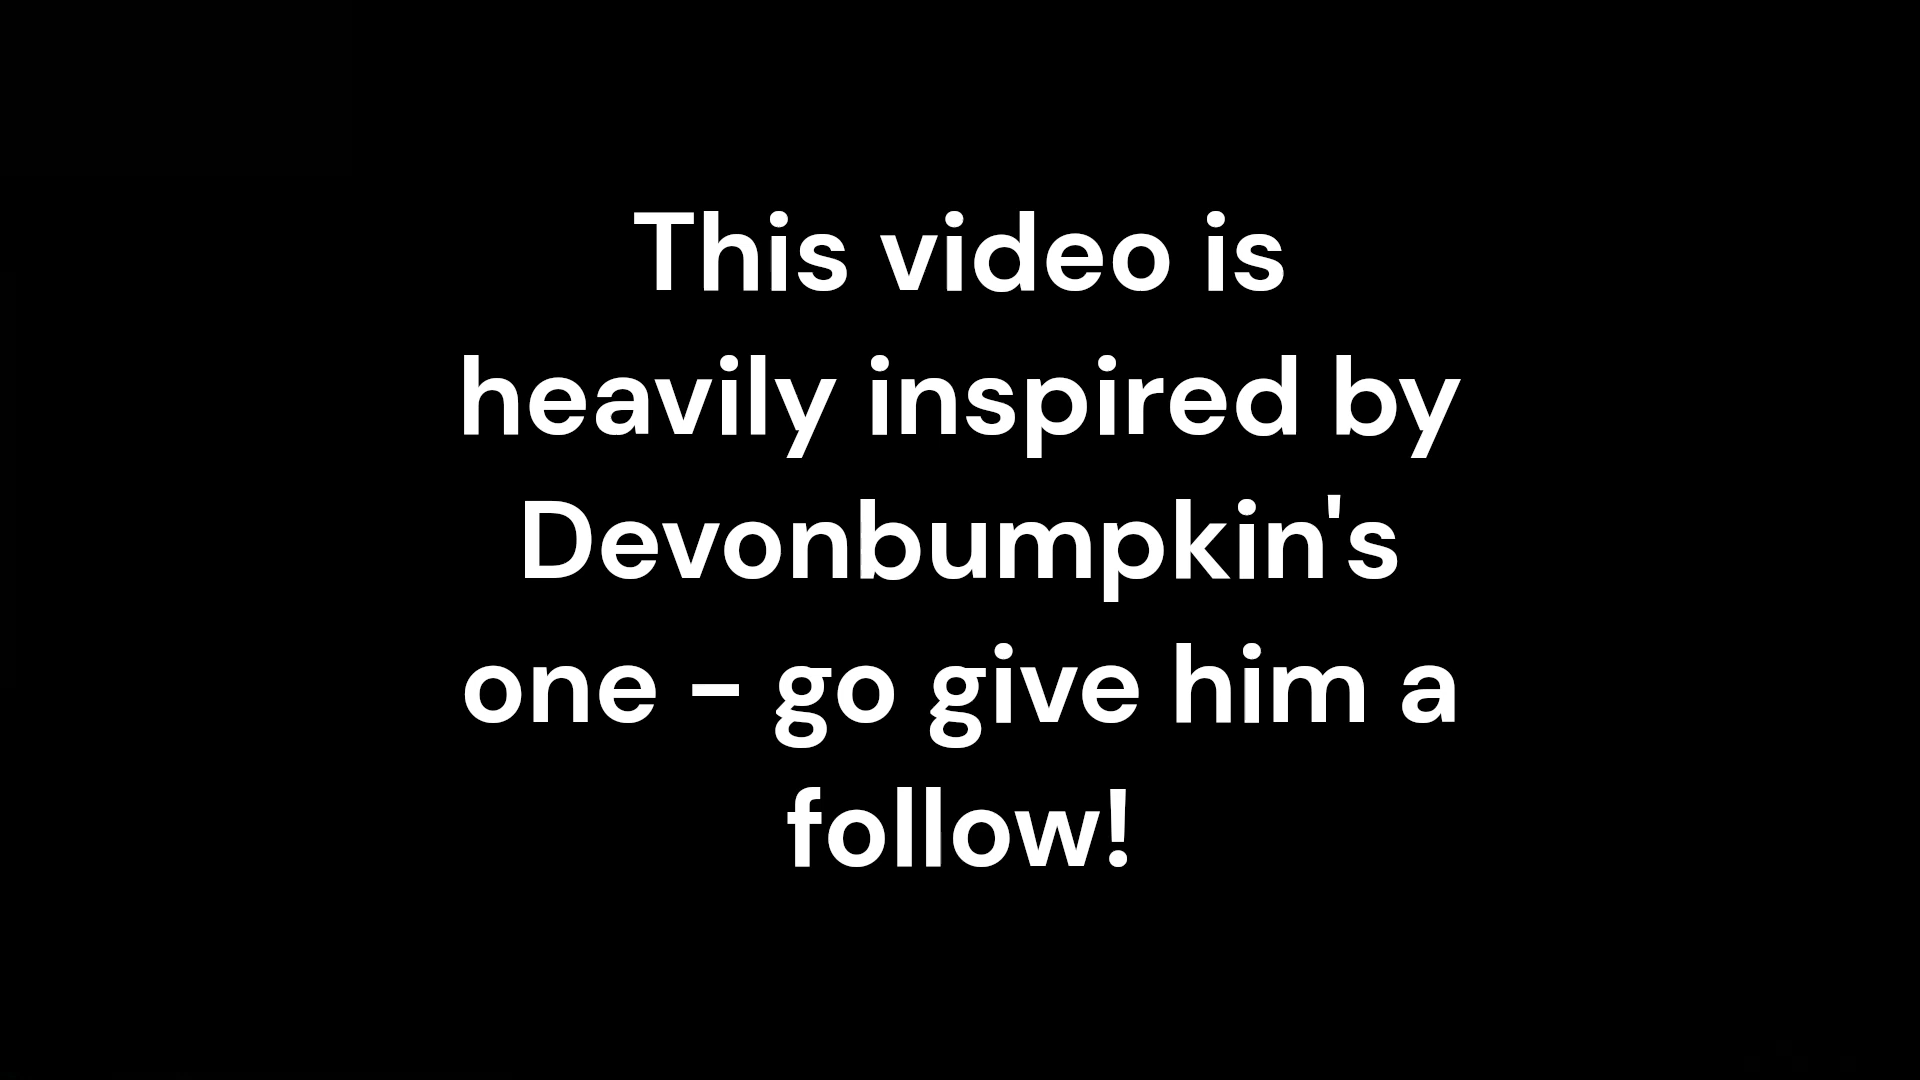 This video is
heavily inspired by
Devonbumpkin's
one - go give him a
follow!